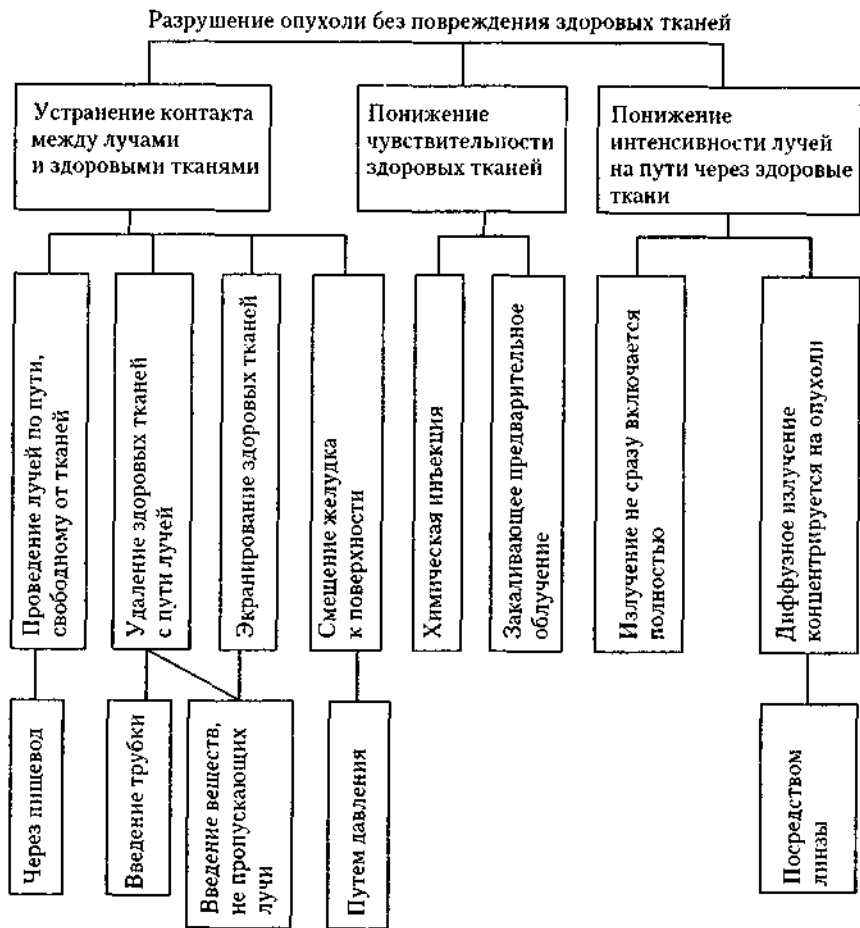 Разрушение опухоли без повреждения здоровых тканей
Устранение контакта
между лучами
и здоровыми тканями
Понижение
чувствительности
здоровых тканей
Понижение
интенсивности лучей
на пути через здоровые
ткани
Проведение лучей по пути,
свободному от тканей
Удаление здоровых тканей
с пути лучей
Экранирование здоровых тканей
Смещение желудка
к поверхности
Химическая инъекция
Закаливающее предварительное
облучение
Излучение не сразу включается
полностью
Диффузное излучение
концентрируется на опухоли
Через пищевод
Введение трубки
Введение веществ,
не пропускающих
лучи
Путем давления
Посредством
линзы